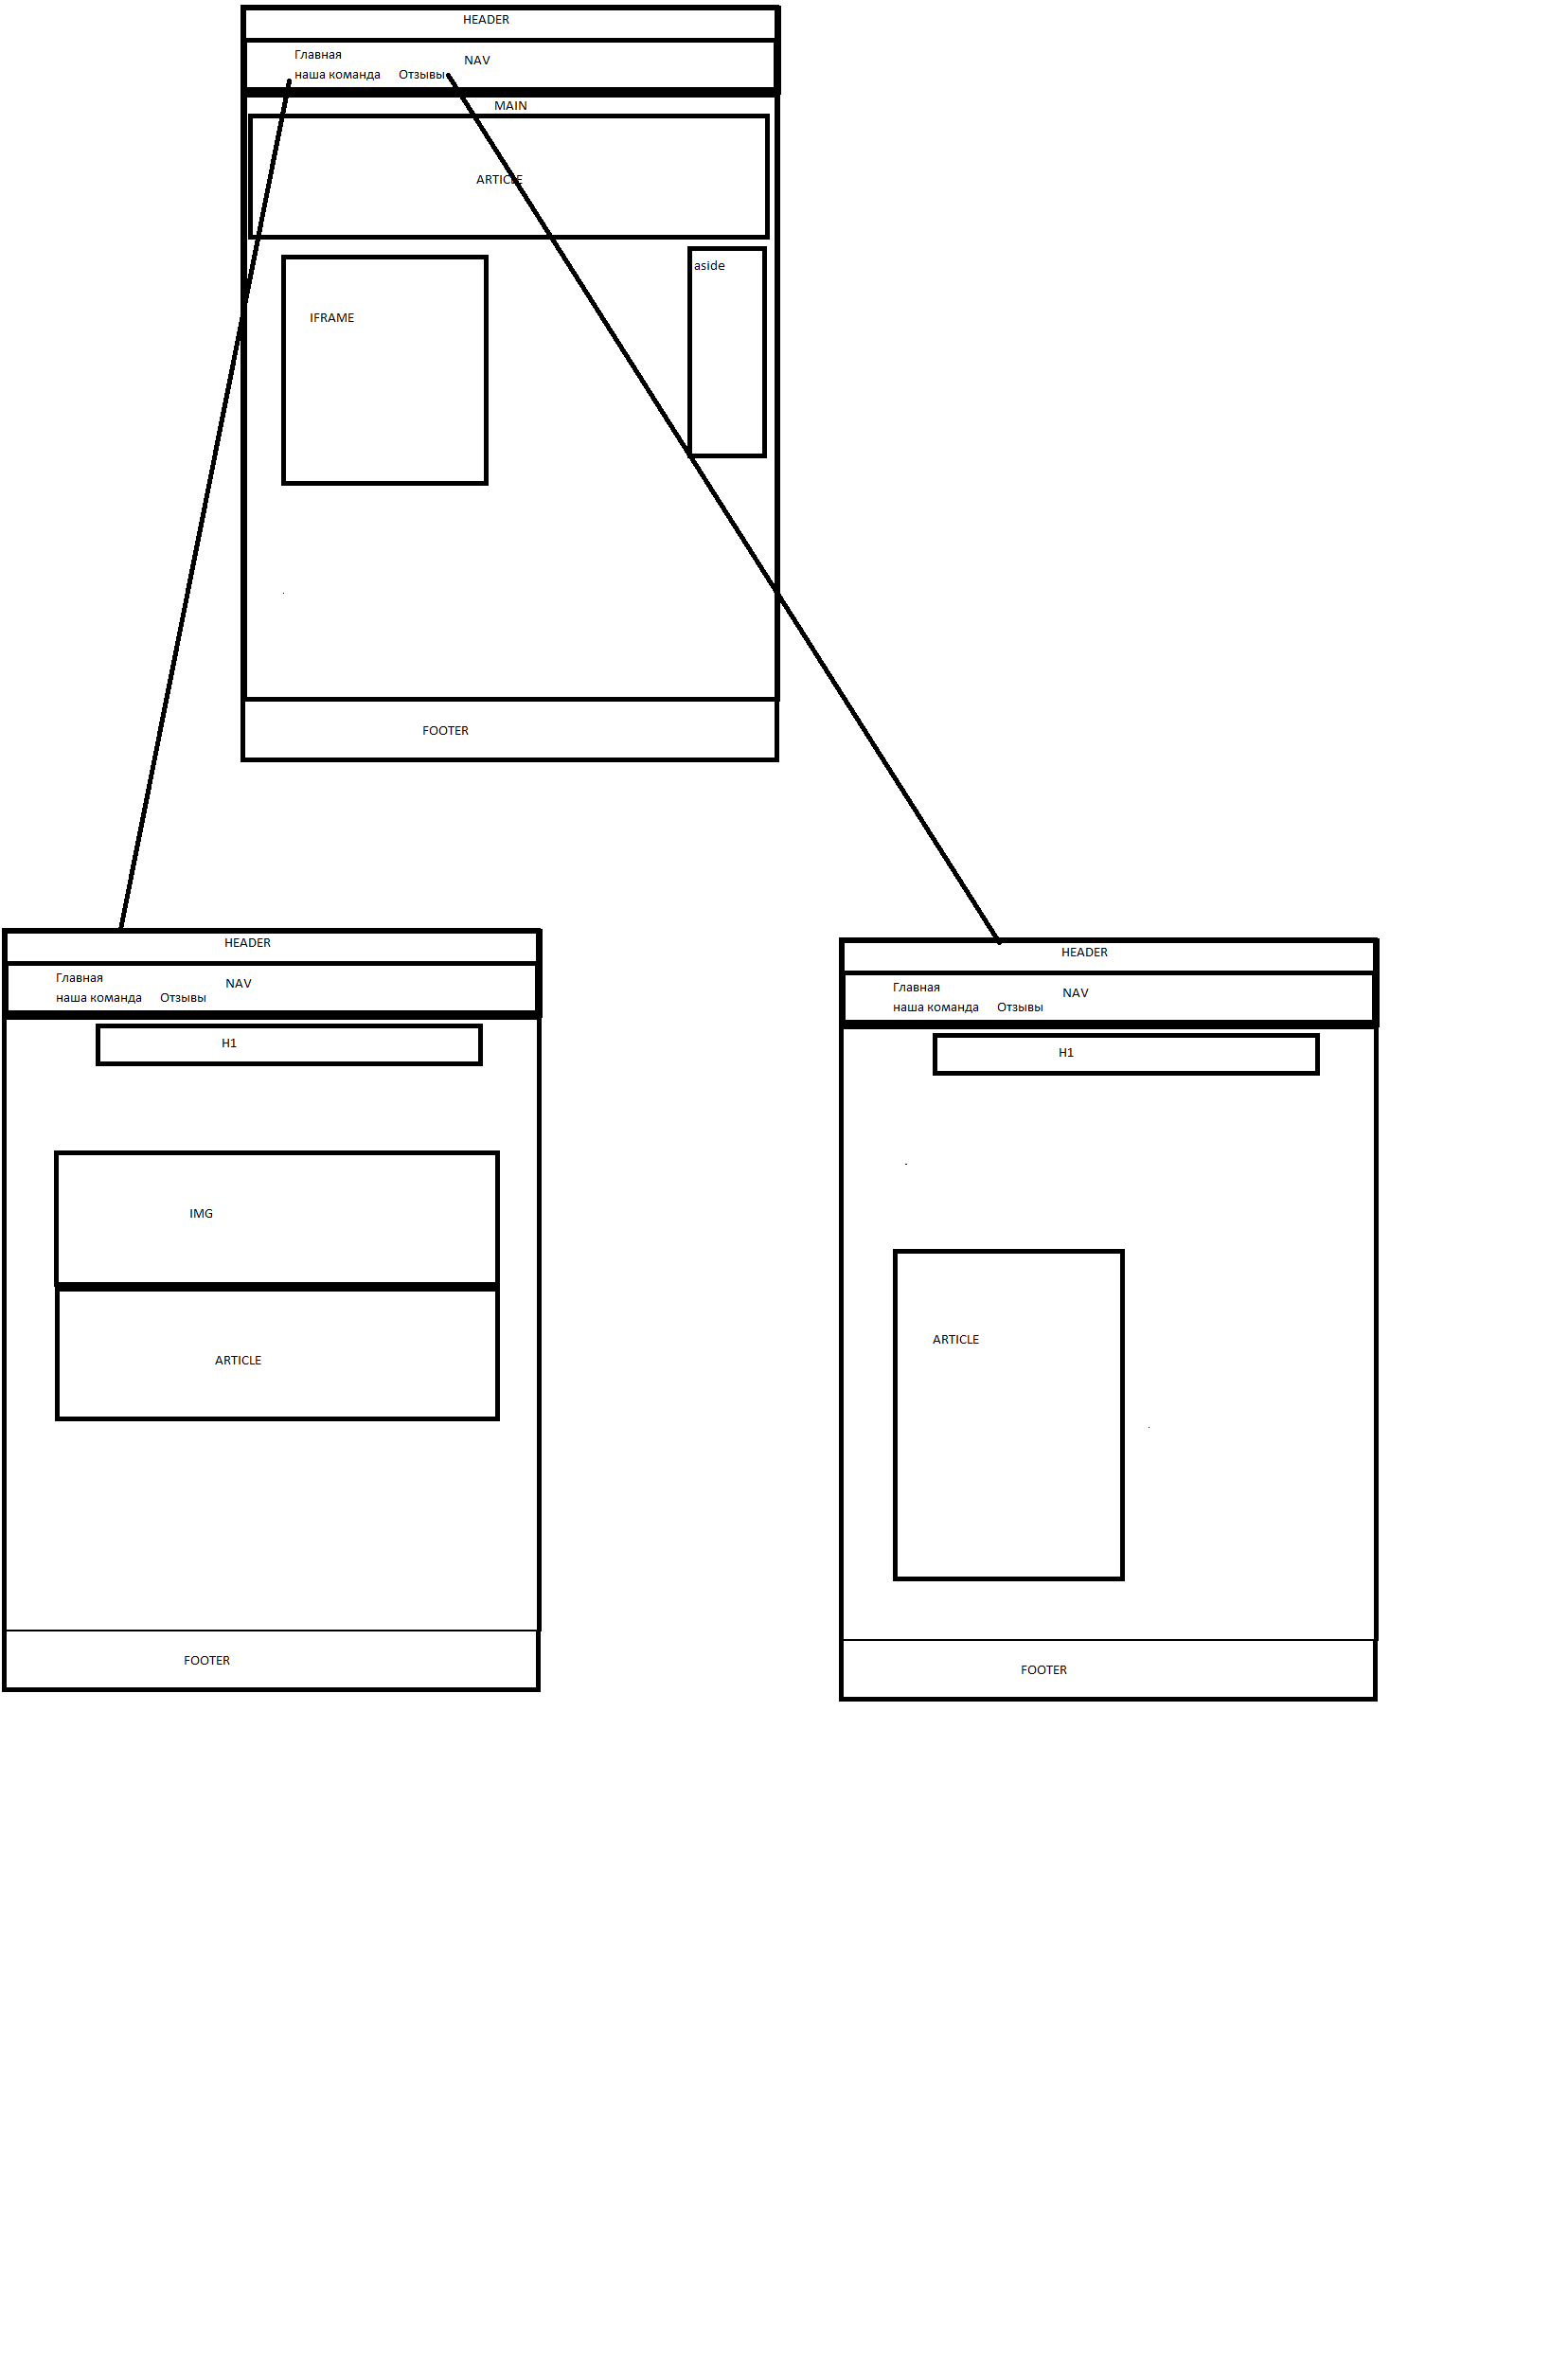 HEADER
Главная
NAV
наша команда Отзывы
MAIN
ARTICLE
aside
IFRAME
FOOTER
HEADER
Главная
NAV
наша команда Отзывы
H1
IMG
ARTICLE
FOOTER
HEADER
Главная
NAV
наша команда Отзывы
H1
ARTICLE
FOOTER